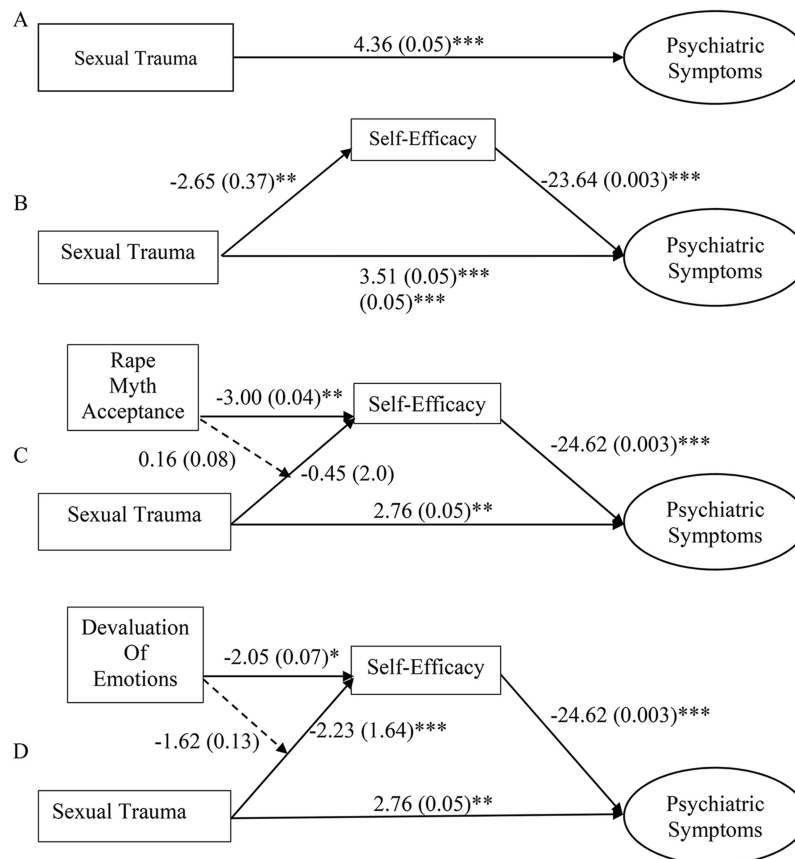 A
Sexual Trauma
4.36 (0.05)***
Psychiatric
Symptoms
B
Self-Efficacy
-2.65 (0.37)**
-23.64 (0.003)***
Sexual Trauma
Psychiatric
Symptoms
3.51 (0.05)***
(0.05)***
C
Rape
Myth
Acceptance
-3.00 (0.04)**
Self-Efficacy
0.16 (0.08)
-0.45 (2.0)
-24.62 (0.003)***
Sexual Trauma
2.76 (0.05)**
Psychiatric
Symptoms
D
Devaluation
Of
Emotions
-2.05 (0.07)*
Self-Efficacy
-1.62 (0.13)
-2.23 (1.64)***
-24.62 (0.003)***
Sexual Trauma
2.76 (0.05)**
Psychiatric
Symptoms